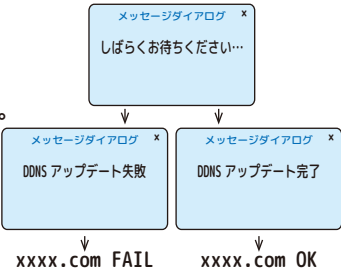 メッセージダイアログ x
しばらくお待ちください…
。
メッセージダイアログ x
DDNS アップデート失敗
メッセージダイアログ x
DDNS アップデート完了
xxxx.com FAIL
xxxx.com OK